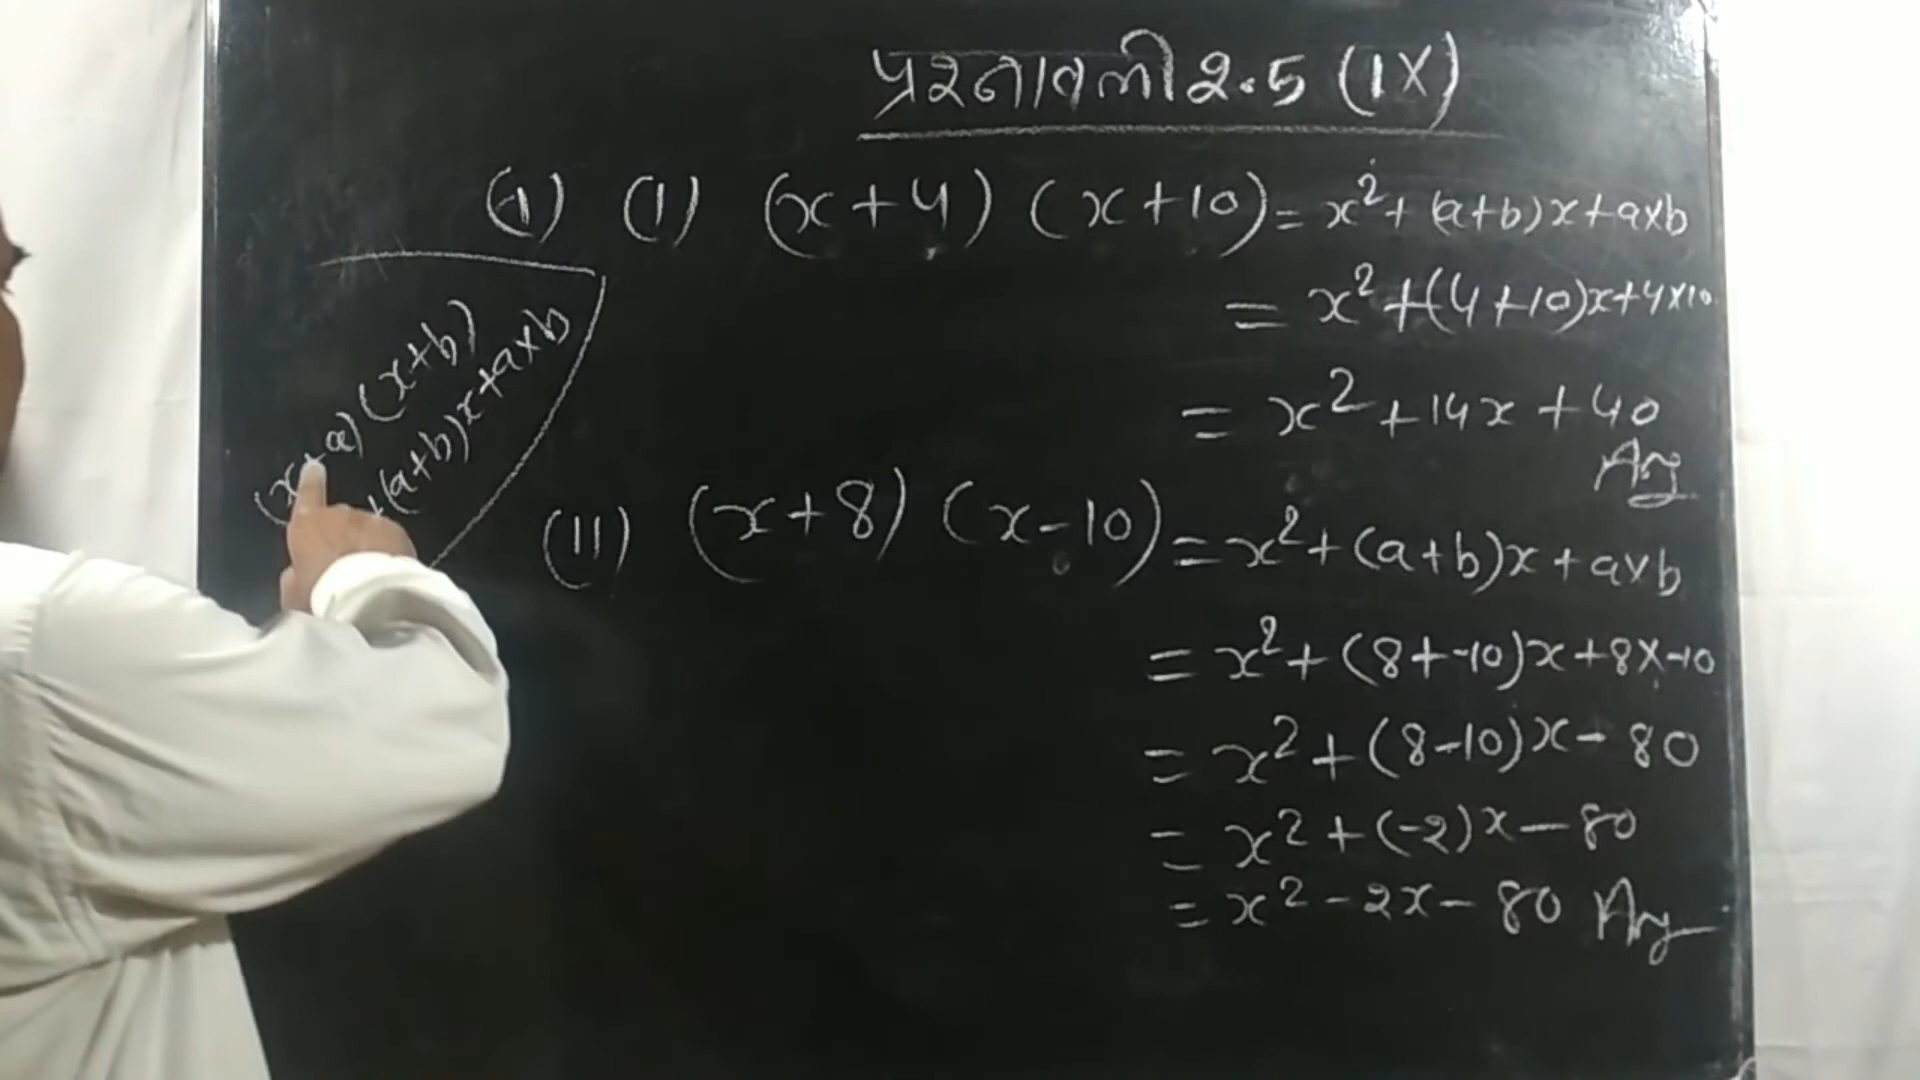 प्रश्नावली 2.5 (IX)
(1) (I) (x+4) (x+10) = x² + (a+b)x + a×b
= x² + (4+10)x + 4×10
= x² + 14x + 40
Ans
(x+a) (x+b)
+(a+b)x + a×b
(II) (x+8) (x-10) = x² + (a+b)x + a×b
= x² + (8+-10)x + 8×-10
= x² + (8-10)x - 80
= x² + (-2)x - 80
= x² - 2x - 80 Ans